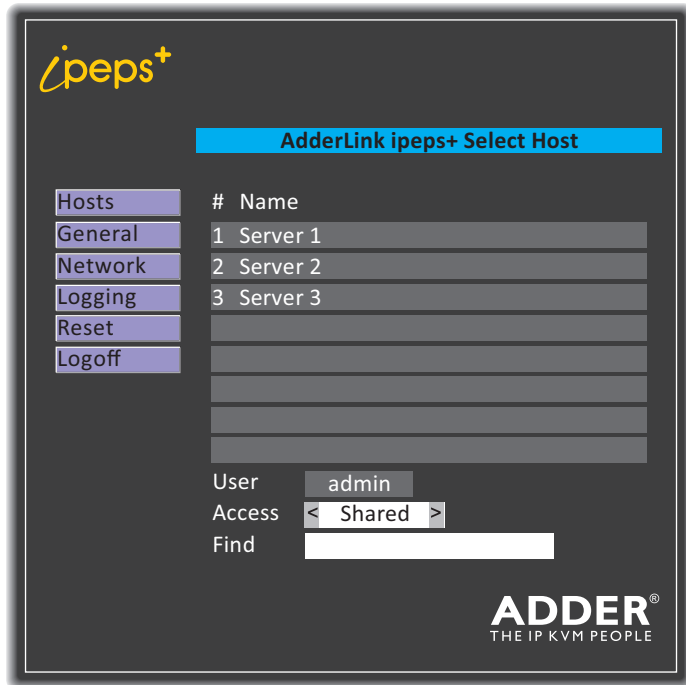 ipeps+
AdderLink ipeps+ Select Host
Hosts
General
Network
Logging
Reset
Logoff
# Name
1 Server 1
2 Server 2
3 Server 3
User admin
Access < Shared >
Find
ADDER®
THE IP KVM PEOPLE